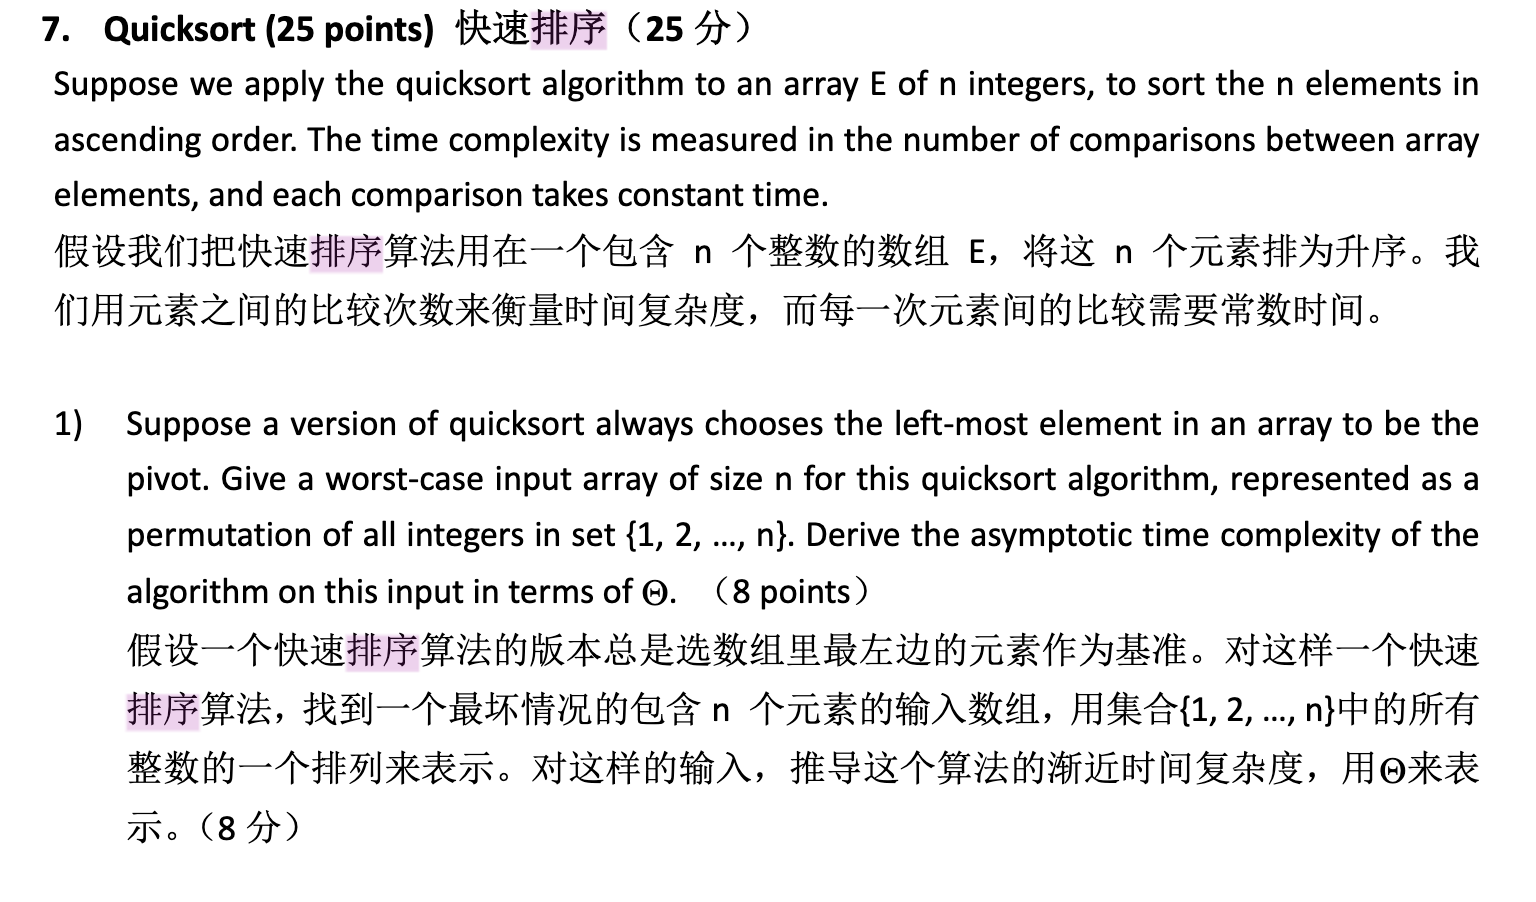 7. Quicksort (25 points) 快速排序（25 分）
Suppose we apply the quicksort algorithm to an array E of n integers, to sort the n elements in
ascending order. The time complexity is measured in the number of comparisons between array
elements, and each comparison takes constant time.
假设我们把快速排序算法用在一个包含 n 个整数的数组 E，将这 n 个元素排为升序。我
们用元素之间的比较次数来衡量时间复杂度，而每一次元素间的比较需要常数时间。
1) Suppose a version of quicksort always chooses the left-most element in an array to be the
pivot. Give a worst-case input array of size n for this quicksort algorithm, represented as a
permutation of all integers in set {1, 2, …, n}. Derive the asymptotic time complexity of the
algorithm on this input in terms of Θ. （8 points）
假设一个快速排序算法的版本总是选数组里最左边的元素作为基准。对这样一个快速
排序算法，找到一个最坏情况的包含 n 个元素的输入数组，用集合{1, 2, …, n}中的所有
整数的一个排列来表示。对这样的输入，推导这个算法的渐近时间复杂度，用Θ来表
示。（8 分）